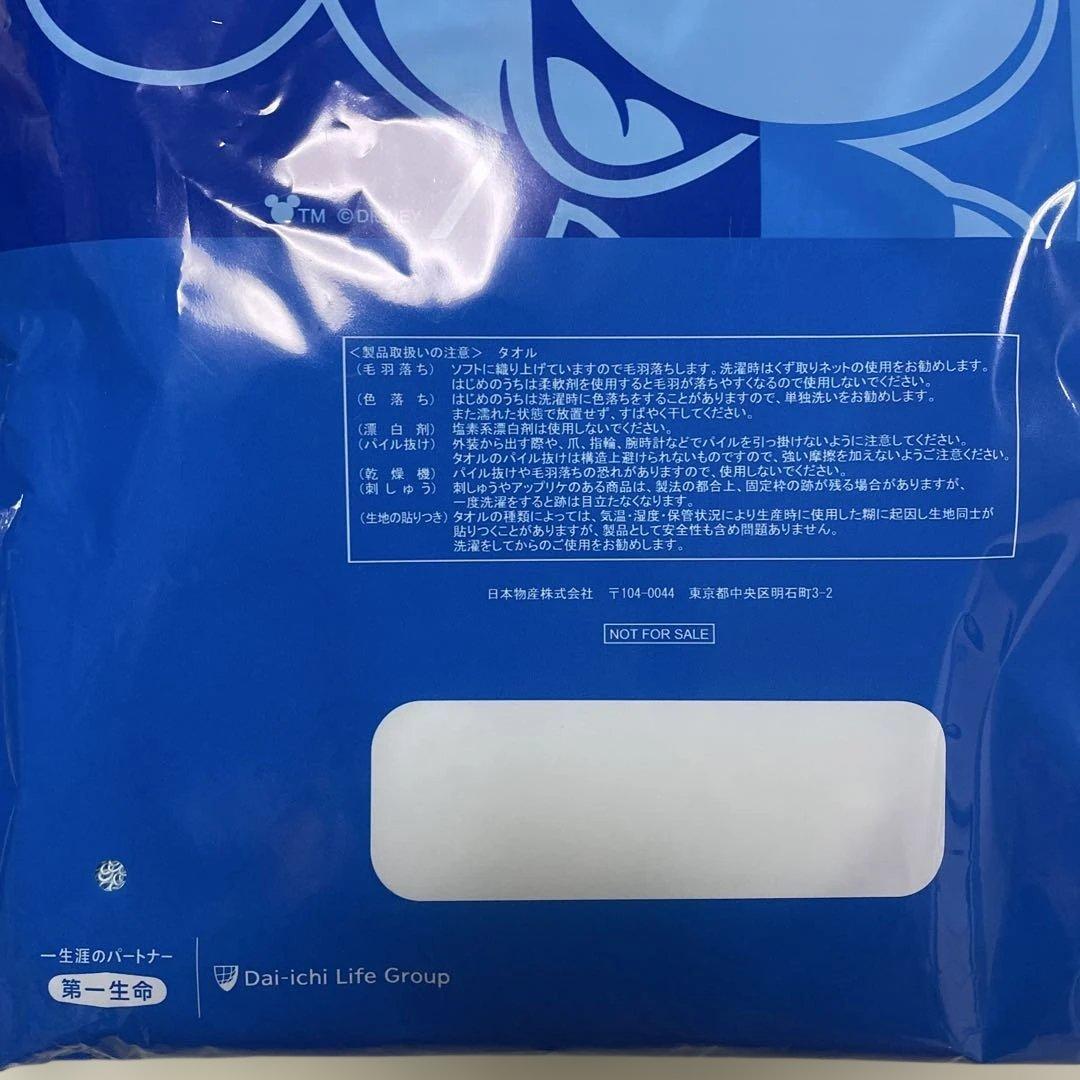 TM ©DISNEY
<製品取扱いの注意> タオル
(毛羽落ち) ソフトに織り上げていますので毛羽落ちします。洗濯時はくず取りネットの使用をお勧めします。
はじめのうちは柔軟剤を使用すると毛羽が落ちやすくなるので使用しないでください。
(色落ち) はじめのうちは洗濯時に色落ちをすることがありますので、単独洗いをお勧めします。
また濡れた状態で放置せず、すばやく干してください。
(漂白剤) 塩素系漂白剤は使用しないでください。
(パイル抜け) 外装から出す際や、爪、指輪、腕時計などでパイルを引っ掛けないように注意してください。
タオルのパイル抜けは構造上避けられないものですので、強い摩擦を加えないようご注意ください。
(乾燥機) パイル抜けや毛羽落ちの恐れがありますので、使用しないでください。
(刺しゅう) 刺しゅうやアップリケのある商品は、製法の都合上、固定枠の跡が残る場合がありますが、
一度洗濯をすると跡は目立たなくなります。
(生地の貼りつき) タオルの種類によっては、気温・湿度・保管状況により生産時に使用した糊に起因し生地同士が
貼りつくことがありますが、製品として安全性も含め問題ありません。
洗濯をしてからのご使用をお勧めします。
日本物産株式会社 〒104-0044 東京都中央区明石町3-2
NOT FOR SALE
一生涯のパートナー
第一生命
Dai-ichi Life Group